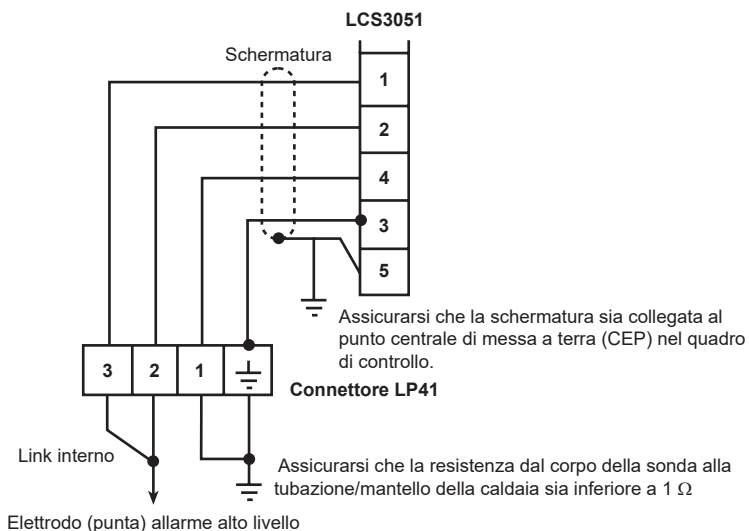 LCS3051
Schermatura
1
2
4
3
5
Assicurarsi che la schermatura sia collegata al
punto centrale di messa a terra (CEP) nel quadro
di controllo.
3 2 1
Connettore LP41
Link interno
Assicurarsi che la resistenza dal corpo della sonda alla
tubazione/mantello della caldaia sia inferiore a 1 Ω
Elettrodo (punta) allarme alto livello